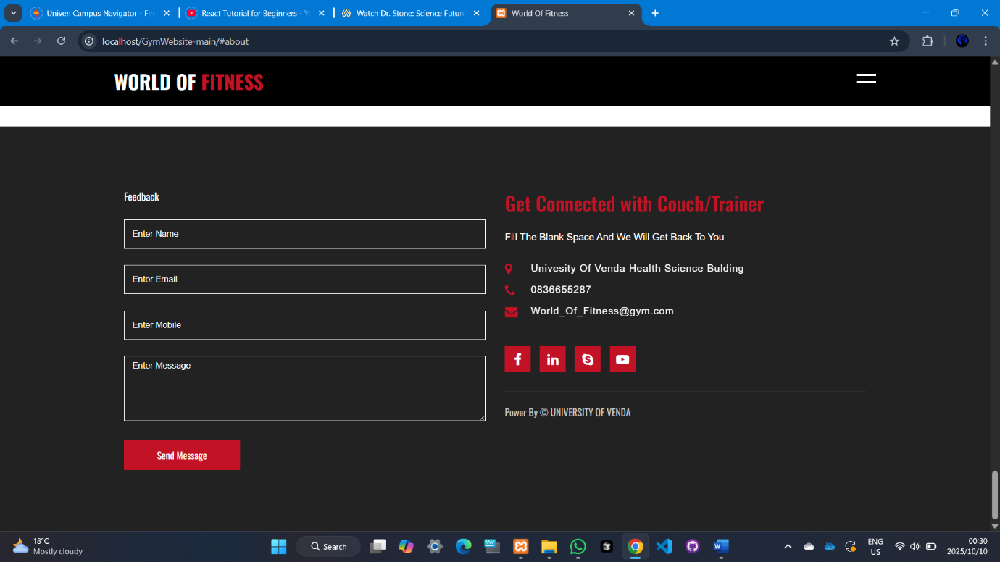 Univen Campus Navigator - Fir
React Tutorial for Beginners - Y
Watch Dr. Stone: Science Future
World Of Fitness
localhost/GymWebsite-main/#about
WORLD OF FITNESS
Feedback
Enter Name
Enter Email
Enter Mobile
Enter Message
Send Message
Get Connected with Couch/Trainer
Fill The Blank Space And We Will Get Back To You
Univesity Of Venda Health Science Bulding
0836655287
World_Of_Fitness@gym.com
Power By © UNIVERSITY OF VENDA
18°C
Mostly cloudy
Search
ENG
US
00:30
2025/10/10